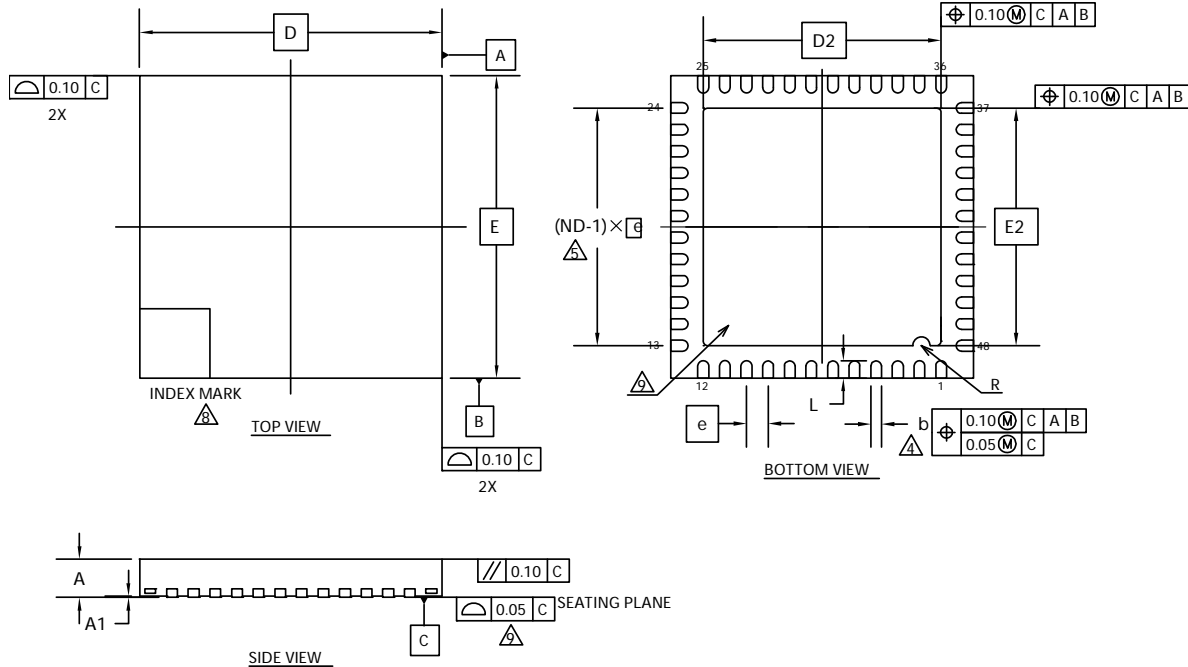 D
A
⌓ 0.10 C
2X
E
INDEX MARK
8
TOP VIEW
B
⌓ 0.10 C
2X
⌖ 0.10 Ⓜ C A B
D2
25
36
⌖ 0.10 Ⓜ C A B
24
37
(ND-1)×e
5
E2
13
48
9
12
1
R
L
e
b
4
⌖ 0.10 Ⓜ C A B
0.05 Ⓜ C
BOTTOM VIEW
A
// 0.10 C
A1
⌓ 0.05 C SEATING PLANE
9
C
SIDE VIEW